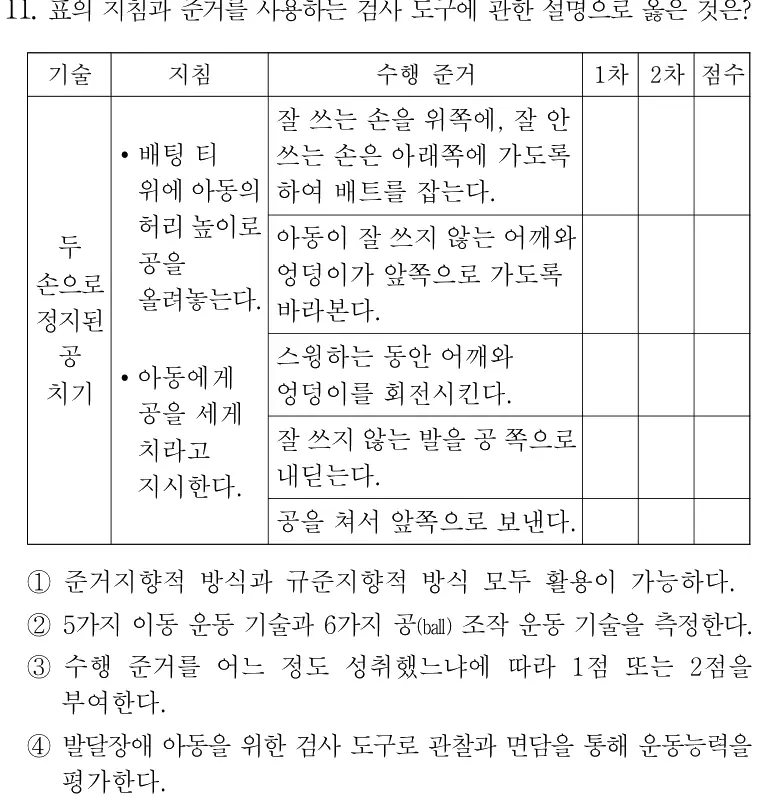 11. 표의 지침과 준거를 사용하는 검사 도구에 관한 설명으로 옳은 것은?
기술 지침 수행 준거 1차 2차 점수
두
손으로
정지된
공
치기
• 배팅 티
위에 아동의
허리 높이로
공을
올려놓는다.
• 아동에게
공을 세게
치라고
지시한다.
잘 쓰는 손을 위쪽에, 잘 안
쓰는 손은 아래쪽에 가도록
하여 배트를 잡는다.
아동이 잘 쓰지 않는 어깨와
엉덩이가 앞쪽으로 가도록
바라본다.
스윙하는 동안 어깨와
엉덩이를 회전시킨다.
잘 쓰지 않는 발을 공 쪽으로
내딛는다.
공을 쳐서 앞쪽으로 보낸다.
① 준거지향적 방식과 규준지향적 방식 모두 활용이 가능하다.
② 5가지 이동 운동 기술과 6가지 공(ball) 조작 운동 기술을 측정한다.
③ 수행 준거를 어느 정도 성취했느냐에 따라 1점 또는 2점을
부여한다.
④ 발달장애 아동을 위한 검사 도구로 관찰과 면담을 통해 운동능력을
평가한다.